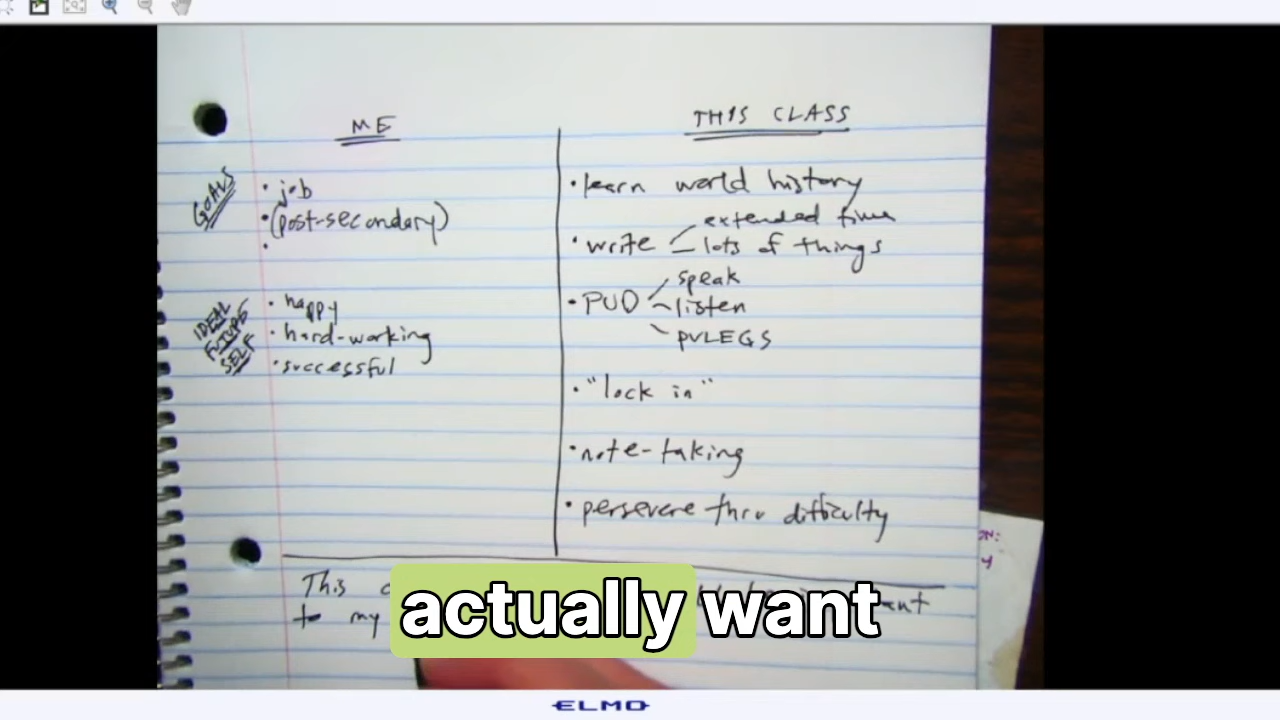 ME
THIS CLASS
GOALS
• job
• (post-secondary)
•
IDEAL
FUTURE
SELF
• happy
• hard-working
• successful
• learn world history
• write
extended time
lots of things
• PUD
speak
listen
PVLEGS
• "lock in"
• note-taking
• persevere thru difficulty
This
to my
actually want
ELMO